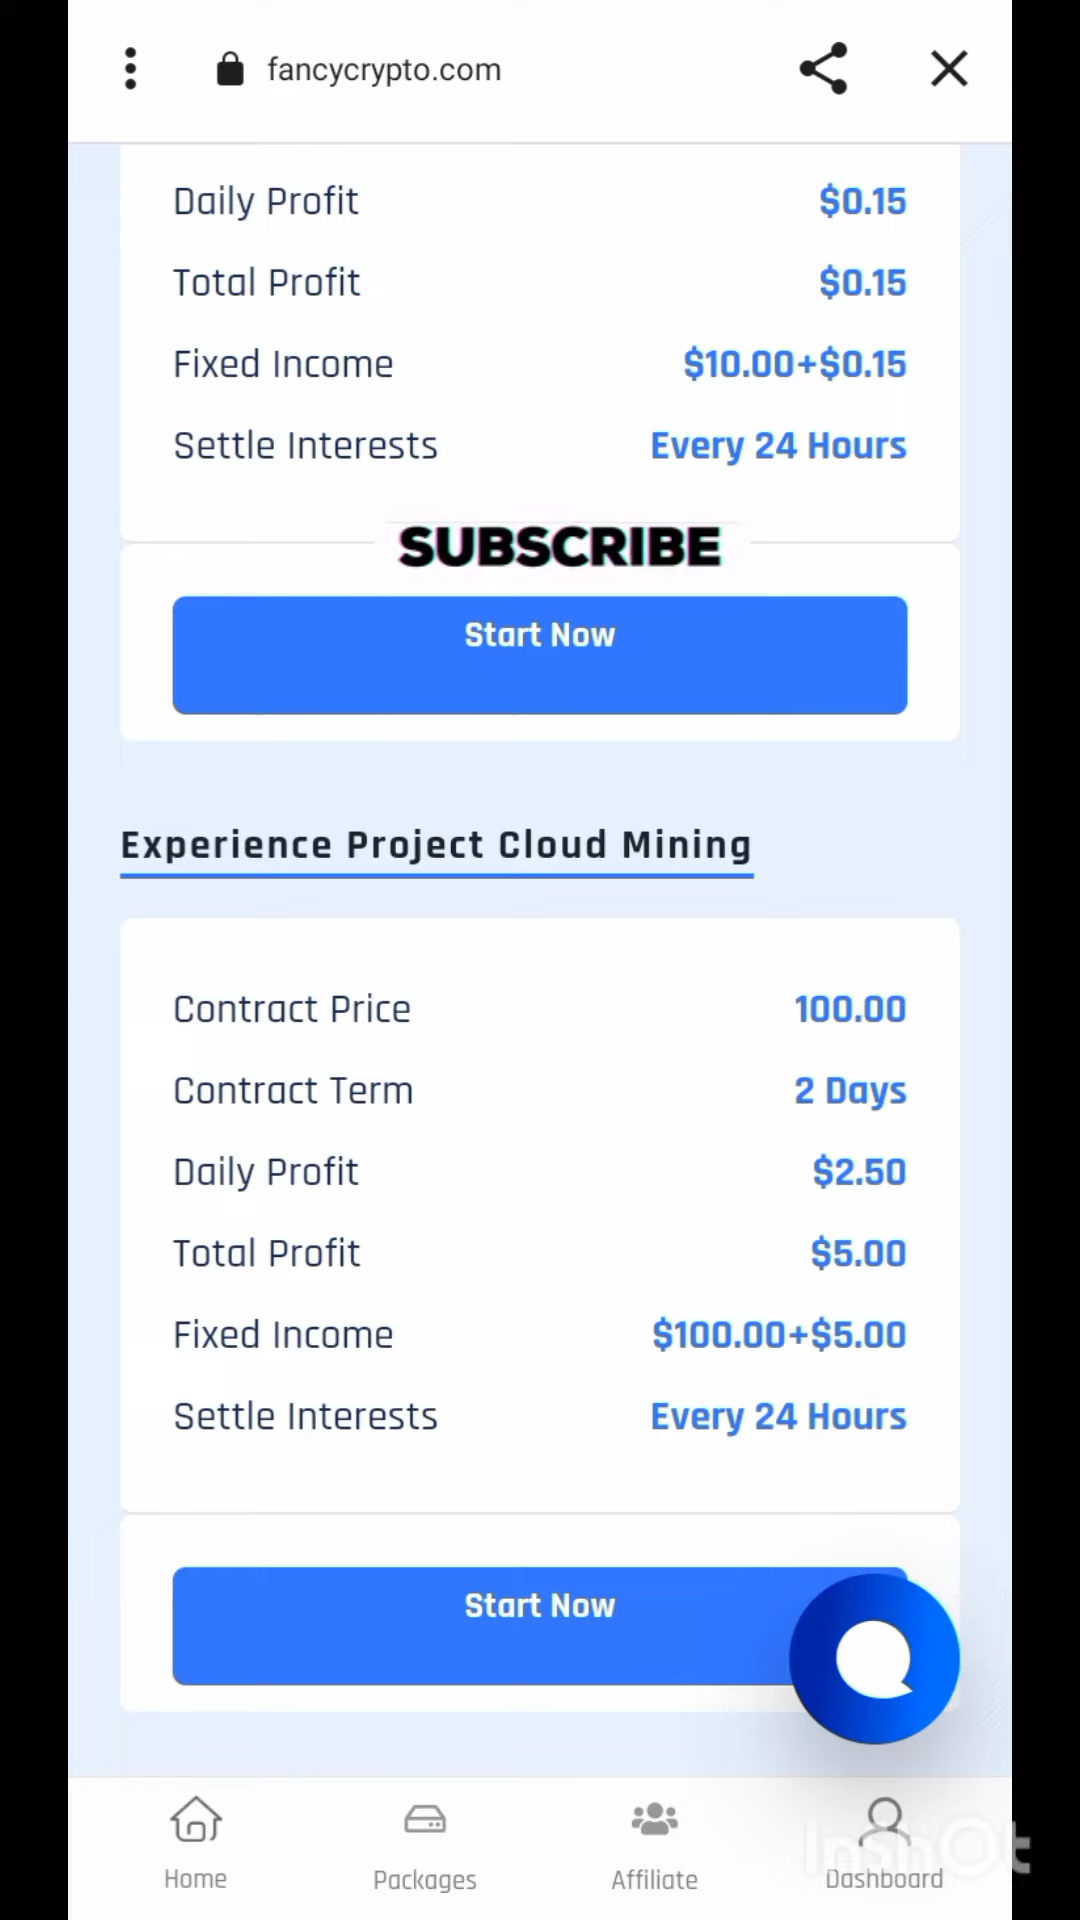 fancycrypto.com
Daily Profit $0.15
Total Profit $0.15
Fixed Income $10.00+$0.15
Settle Interests Every 24 Hours
SUBSCRIBE
Start Now
Experience Project Cloud Mining
Contract Price 100.00
Contract Term 2 Days
Daily Profit $2.50
Total Profit $5.00
Fixed Income $100.00+$5.00
Settle Interests Every 24 Hours
Start Now
InShOt
Home Packages Affiliate Dashboard